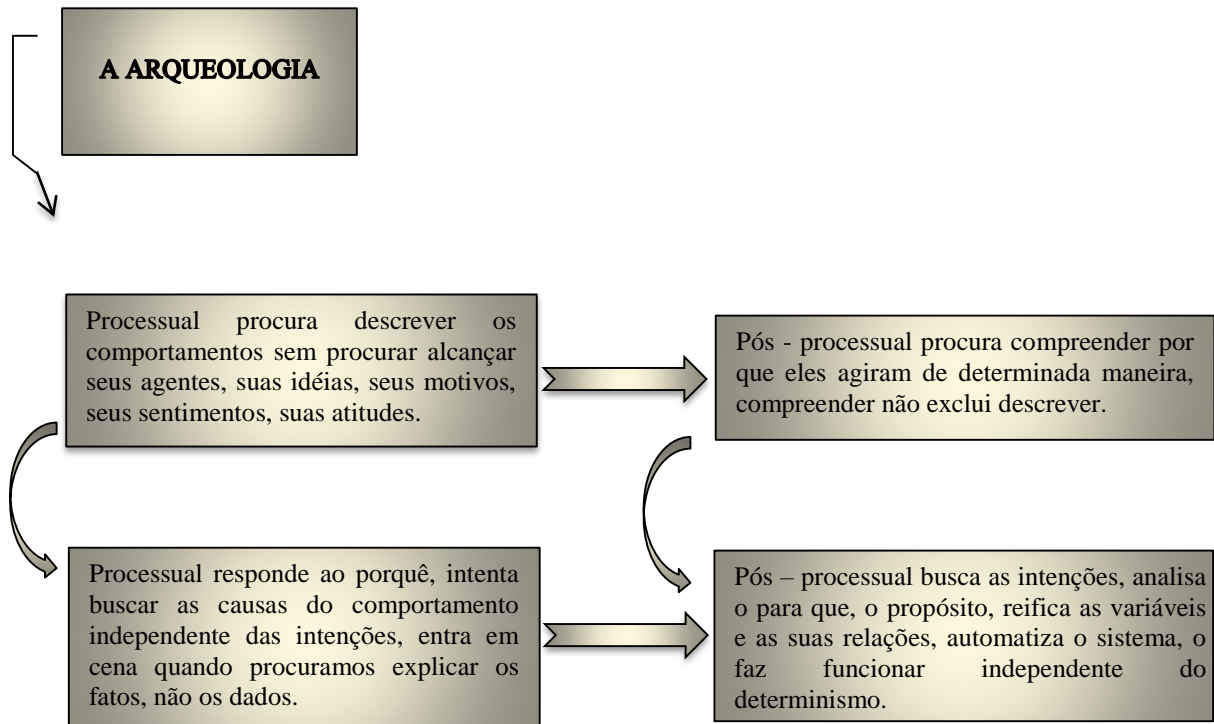 A ARQUEOLOGIA
Processual procura descrever os
comportamentos sem procurar alcançar
seus agentes, suas idéias, seus motivos,
seus sentimentos, suas atitudes.
Pós - processual procura compreender por
que eles agiram de determinada maneira,
compreender não exclui descrever.
Processual responde ao porquê, intenta
buscar as causas do comportamento
independente das intenções, entra em
cena quando procuramos explicar os
fatos, não os dados.
Pós – processual busca as intenções, analisa
o para que, o propósito, reifica as variáveis
e as suas relações, automatiza o sistema, o
faz funcionar independente do
determinismo.